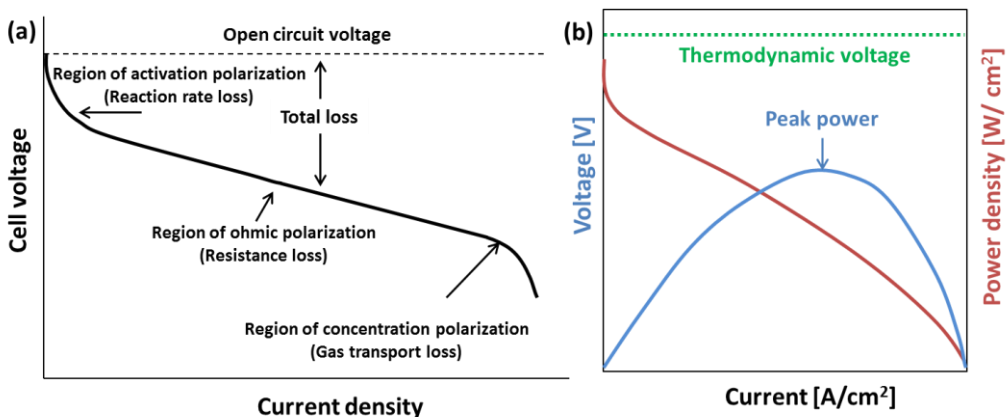 (a)
Open circuit voltage
Region of activation polarization
(Reaction rate loss)
Total loss
Region of ohmic polarization
(Resistance loss)
Region of concentration polarization
(Gas transport loss)
Cell voltage
Current density
(b)
Thermodynamic voltage
Peak power
Voltage [V]
Power density [W/ cm²]
Current [A/cm²]